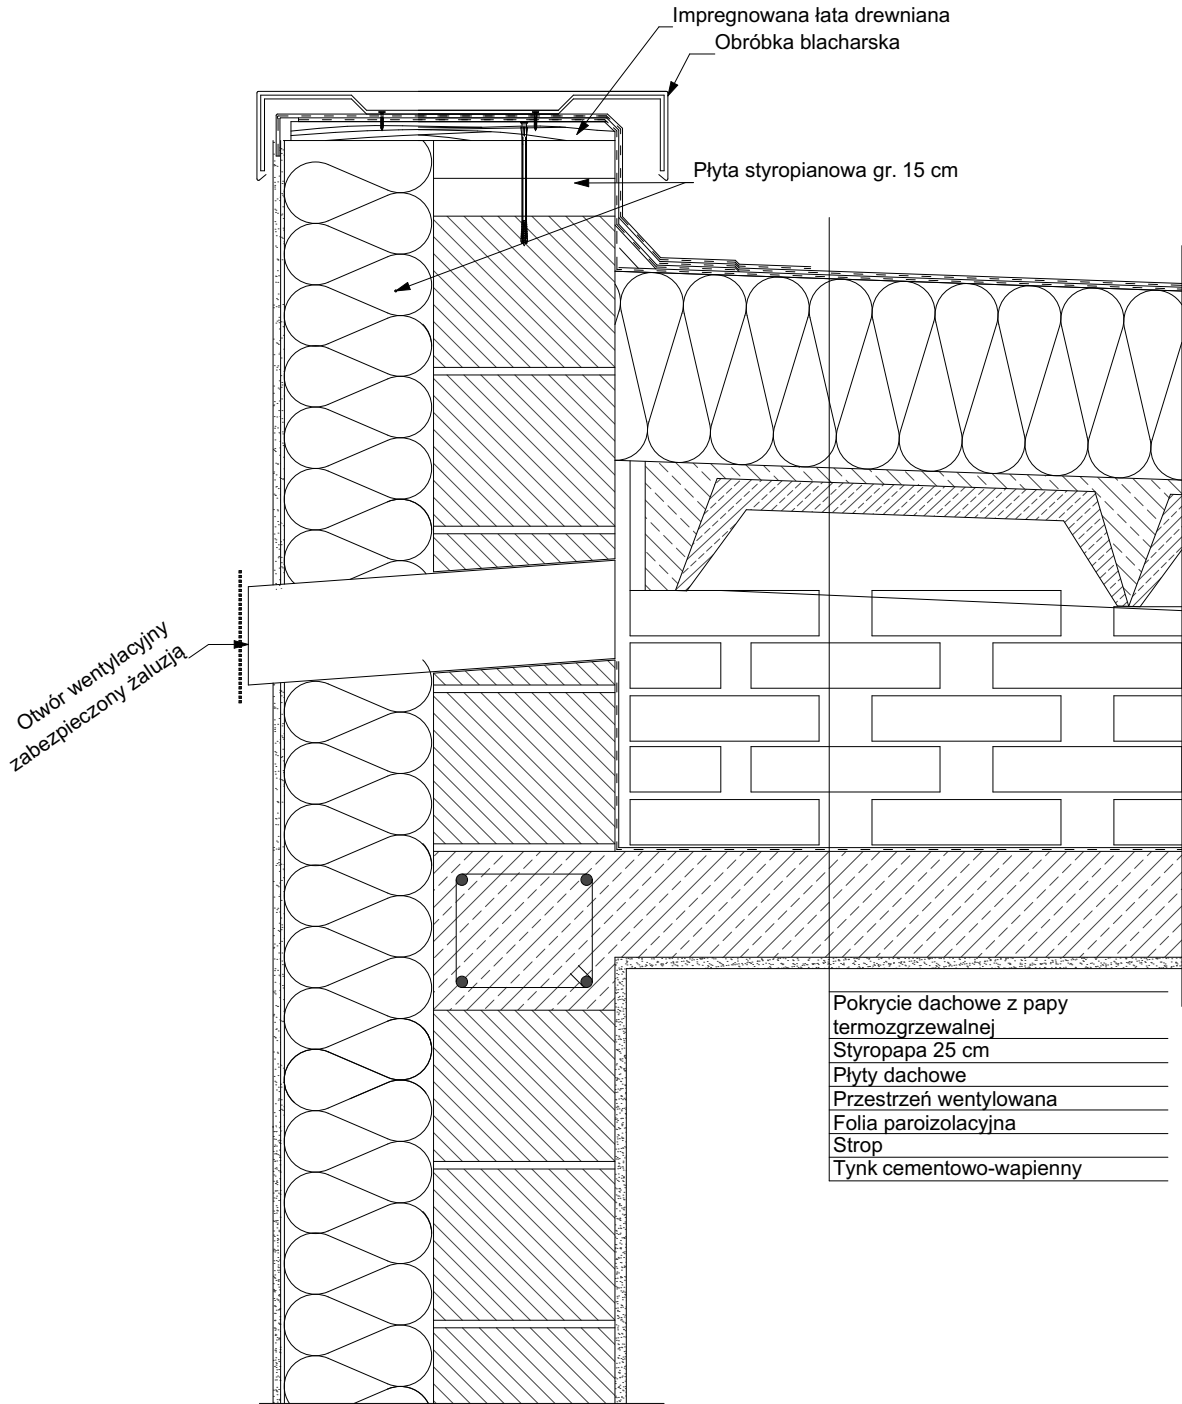 Impregnowana łata drewniana
Obróbka blacharska
Płyta styropianowa gr. 15 cm
Otwór wentylacyjny
zabezpieczony żaluzją
Pokrycie dachowe z papy
termozgrzewalnej
Styropapa 25 cm
Płyty dachowe
Przestrzeń wentylowana
Folia paroizolacyjna
Strop
Tynk cementowo-wapienny